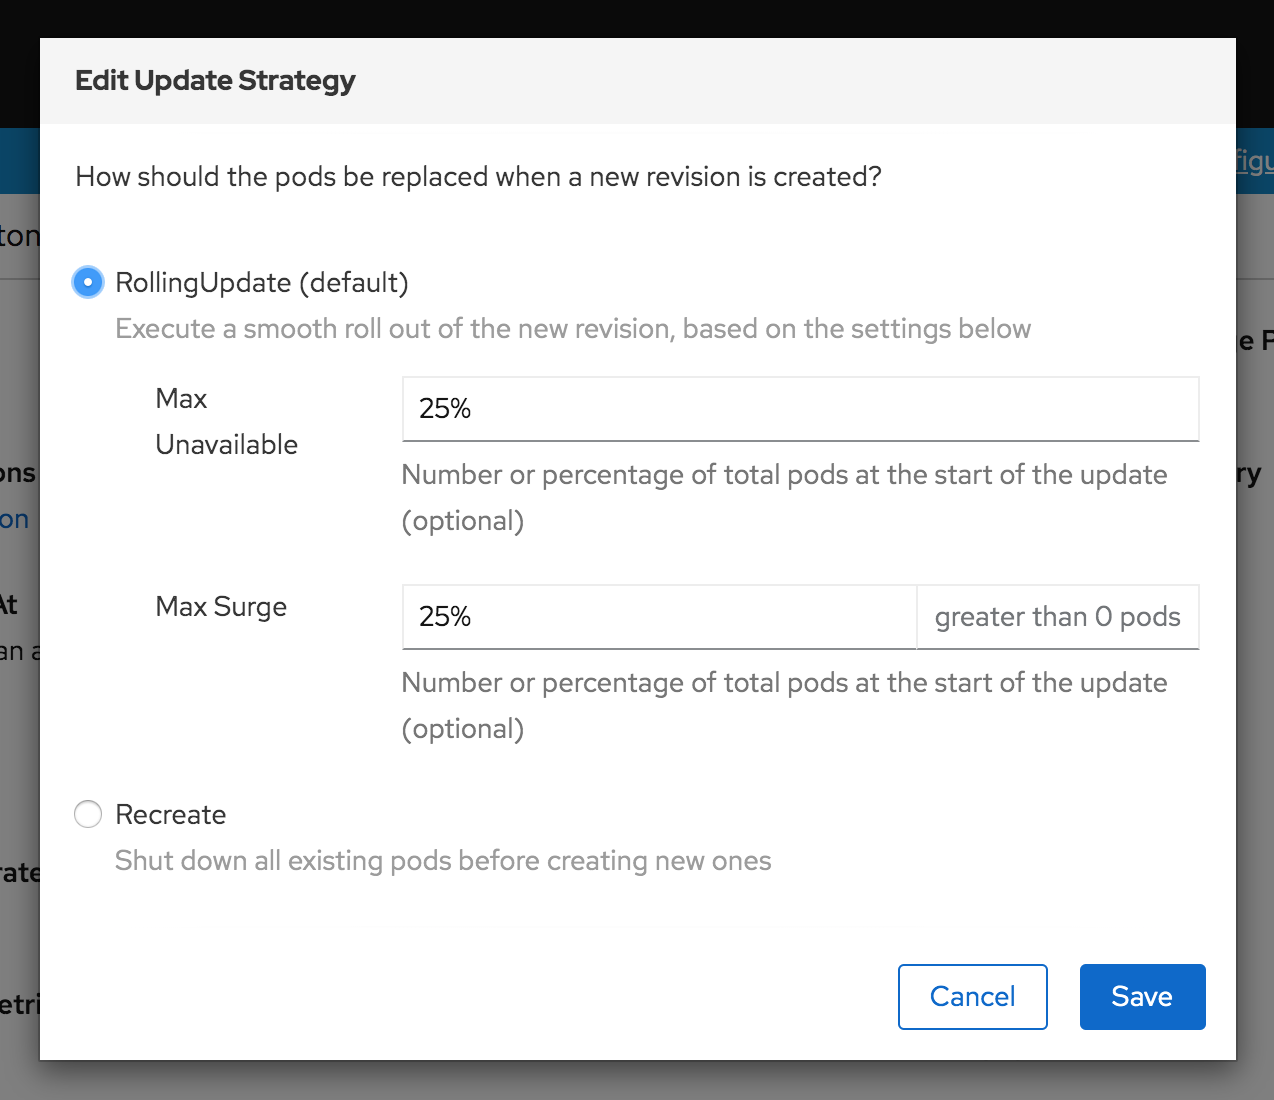 Edit Update Strategy
How should the pods be replaced when a new revision is created?
RollingUpdate (default)
Execute a smooth roll out of the new revision, based on the settings below
Max
Unavailable
25%
Number or percentage of total pods at the start of the update
(optional)
Max Surge
25%
greater than 0 pods
Number or percentage of total pods at the start of the update
(optional)
Recreate
Shut down all existing pods before creating new ones
Cancel
Save